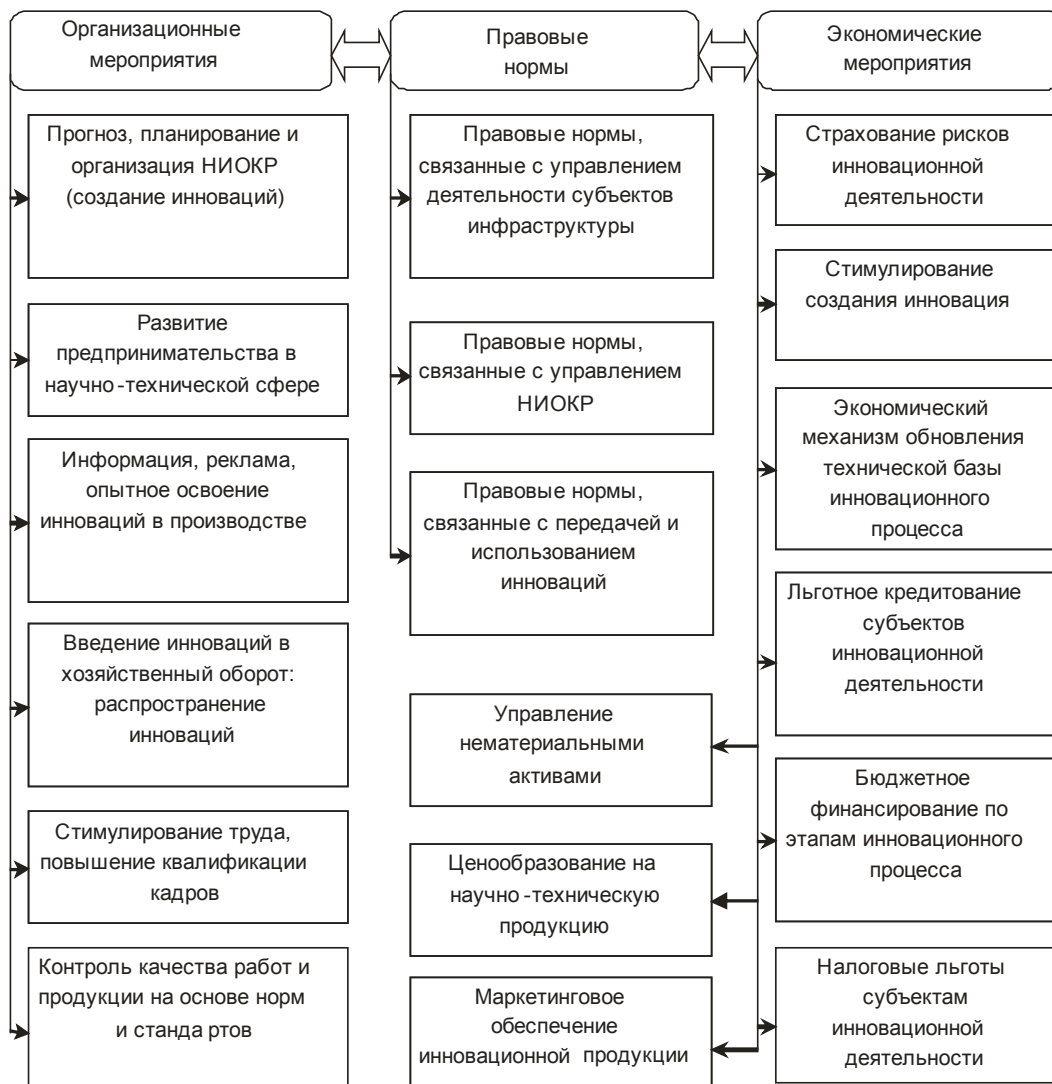 Организационные
мероприятия
Правовые
нормы
Экономические
мероприятия
Прогноз, планирование и
организация НИОКР
(создание инноваций)
Развитие
предпринимательства в
научно-технической сфере
Информация, реклама,
опытное освоение
инноваций в производстве
Введение инноваций в
хозяйственный оборот:
распространение
инноваций
Стимулирование труда,
повышение квалификации
кадров
Контроль качества работ и
продукции на основе норм
и станда ртов
Правовые нормы,
связанные с управлением
деятельности субъектов
инфраструктуры
Правовые нормы,
связанные с управлением
НИОКР
Правовые нормы,
связанные с передачей и
использованием
инноваций
Управление
нематериальными
активами
Ценообразование на
научно-техническую
продукцию
Маркетинговое
обеспечение
инновационной продукции
Страхование рисков
инновационной
деятельности
Стимулирование
создания инновация
Экономический
механизм обновления
технической базы
инновационного
процесса
Льготное кредитование
субъектов
инновационной
деятельности
Бюджетное
финансирование по
этапам инновационного
процесса
Налоговые льготы
субъектам
инновационной
деятельности